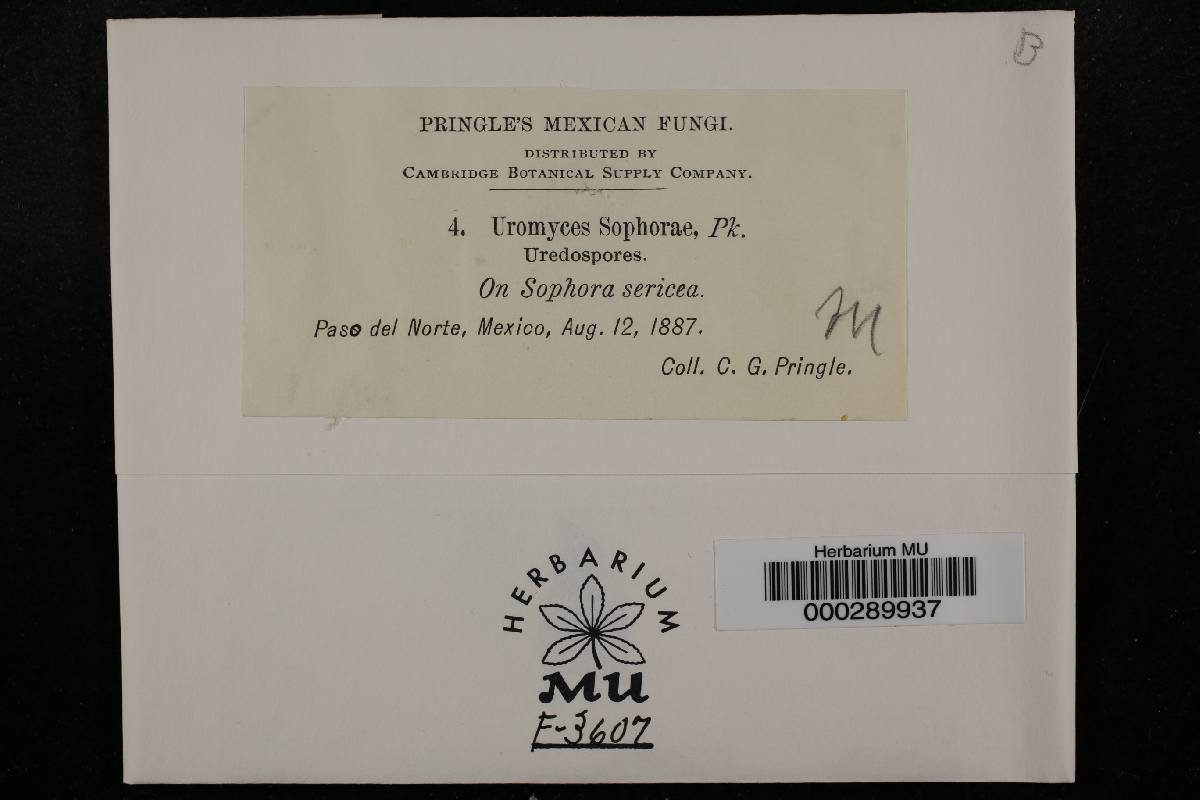 B
PRINGLE'S MEXICAN FUNGI.
DISTRIBUTED BY
CAMBRIDGE BOTANICAL SUPPLY COMPANY.
4. Uromyces Sophorae, Pk.
Uredospores.
On Sophora sericea.
Paso del Norte, Mexico, Aug. 12, 1887.
M
Coll. C. G. Pringle.
Herbarium MU
000289937
HERBARIUM
MU
F-3607